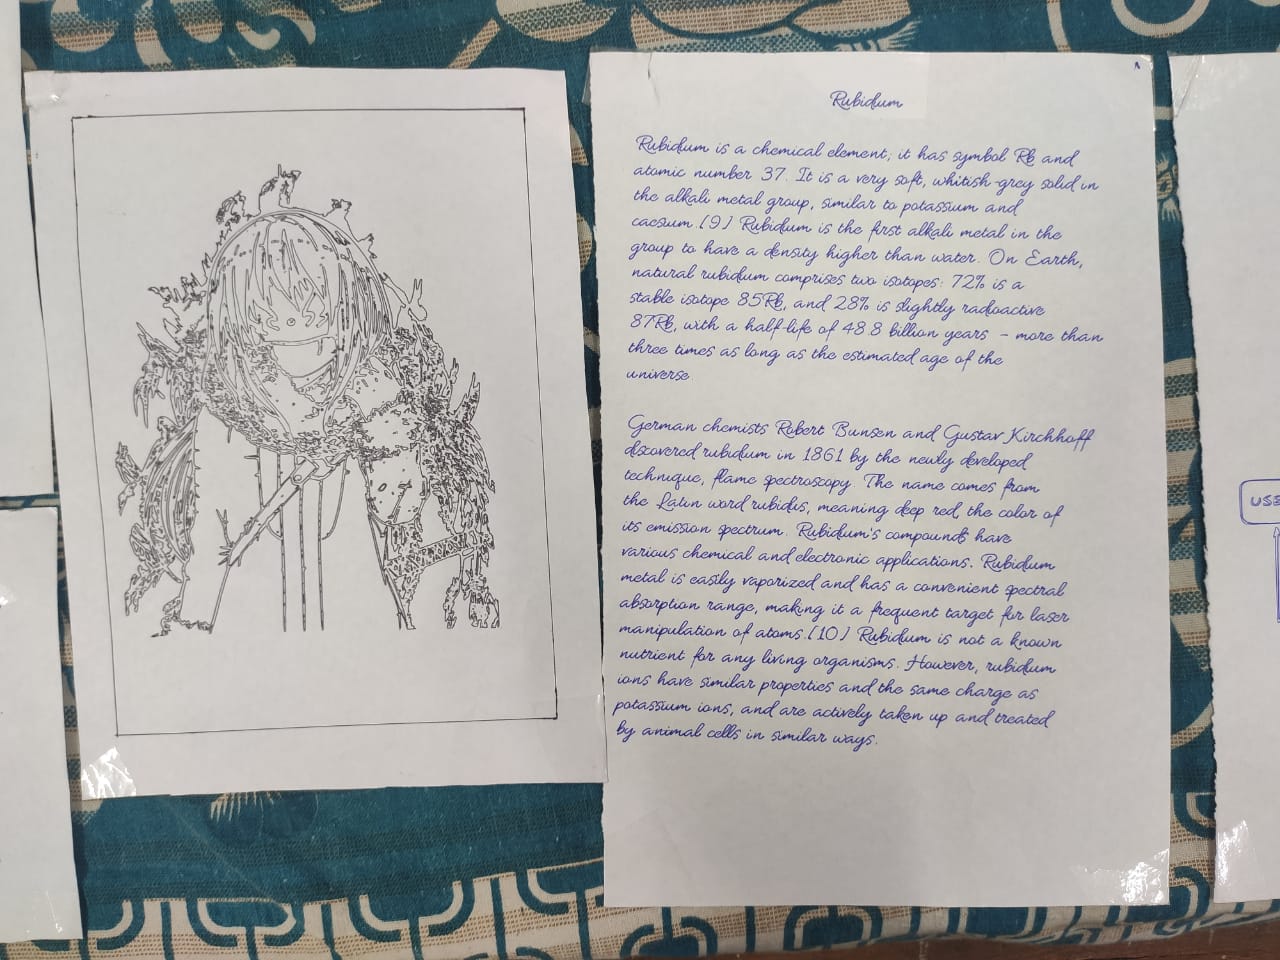 Rubidium
Rubidium is a chemical element; it has symbol Rb and
atomic number 37. It is a very soft, whitish-grey solid in
the alkali metal group, similar to potassium and
caesium.[9] Rubidium is the first alkali metal in the
group to have a density higher than water. On Earth,
natural rubidium comprises two isotopes: 72% is a
stable isotope 85Rb, and 28% is slightly radioactive
87Rb, with a half-life of 48.8 billion years – more than
three times as long as the estimated age of the
universe.
German chemists Robert Bunsen and Gustav Kirchhoff
discovered rubidium in 1861 by the newly developed
technique, flame spectroscopy. The name comes from
the Latin word rubidus, meaning deep red, the color of
its emission spectrum. Rubidium's compounds have
various chemical and electronic applications. Rubidium
metal is easily vaporized and has a convenient spectral
absorption range, making it a frequent target for laser
manipulation of atoms.[10] Rubidium is not a known
nutrient for any living organisms. However, rubidium
ions have similar properties and the same charge as
potassium ions, and are actively taken up and treated
by animal cells in similar ways.
USE